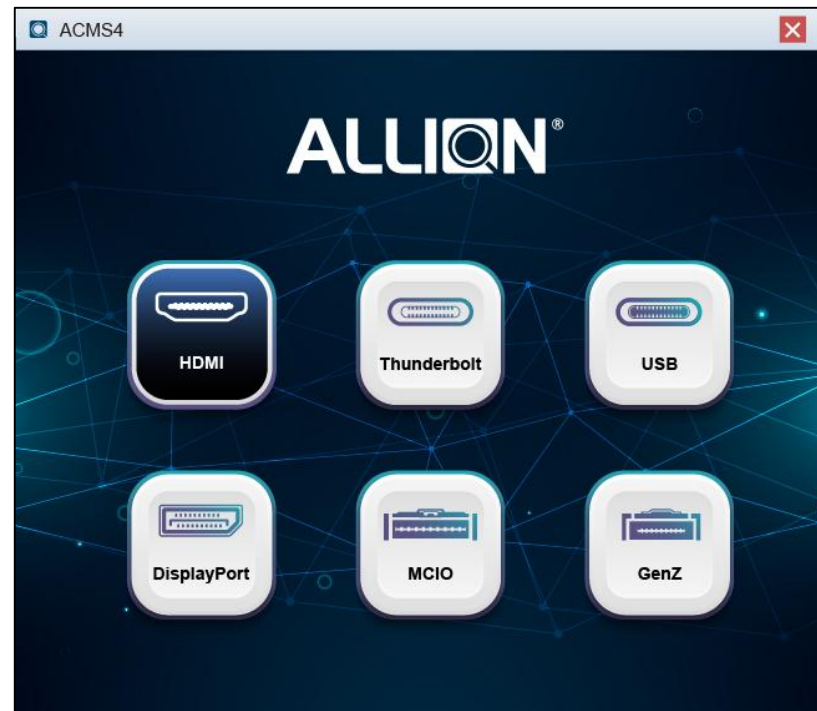 ACMS4
ALLION®
HDMI
Thunderbolt
USB
DisplayPort
MCIO
GenZ